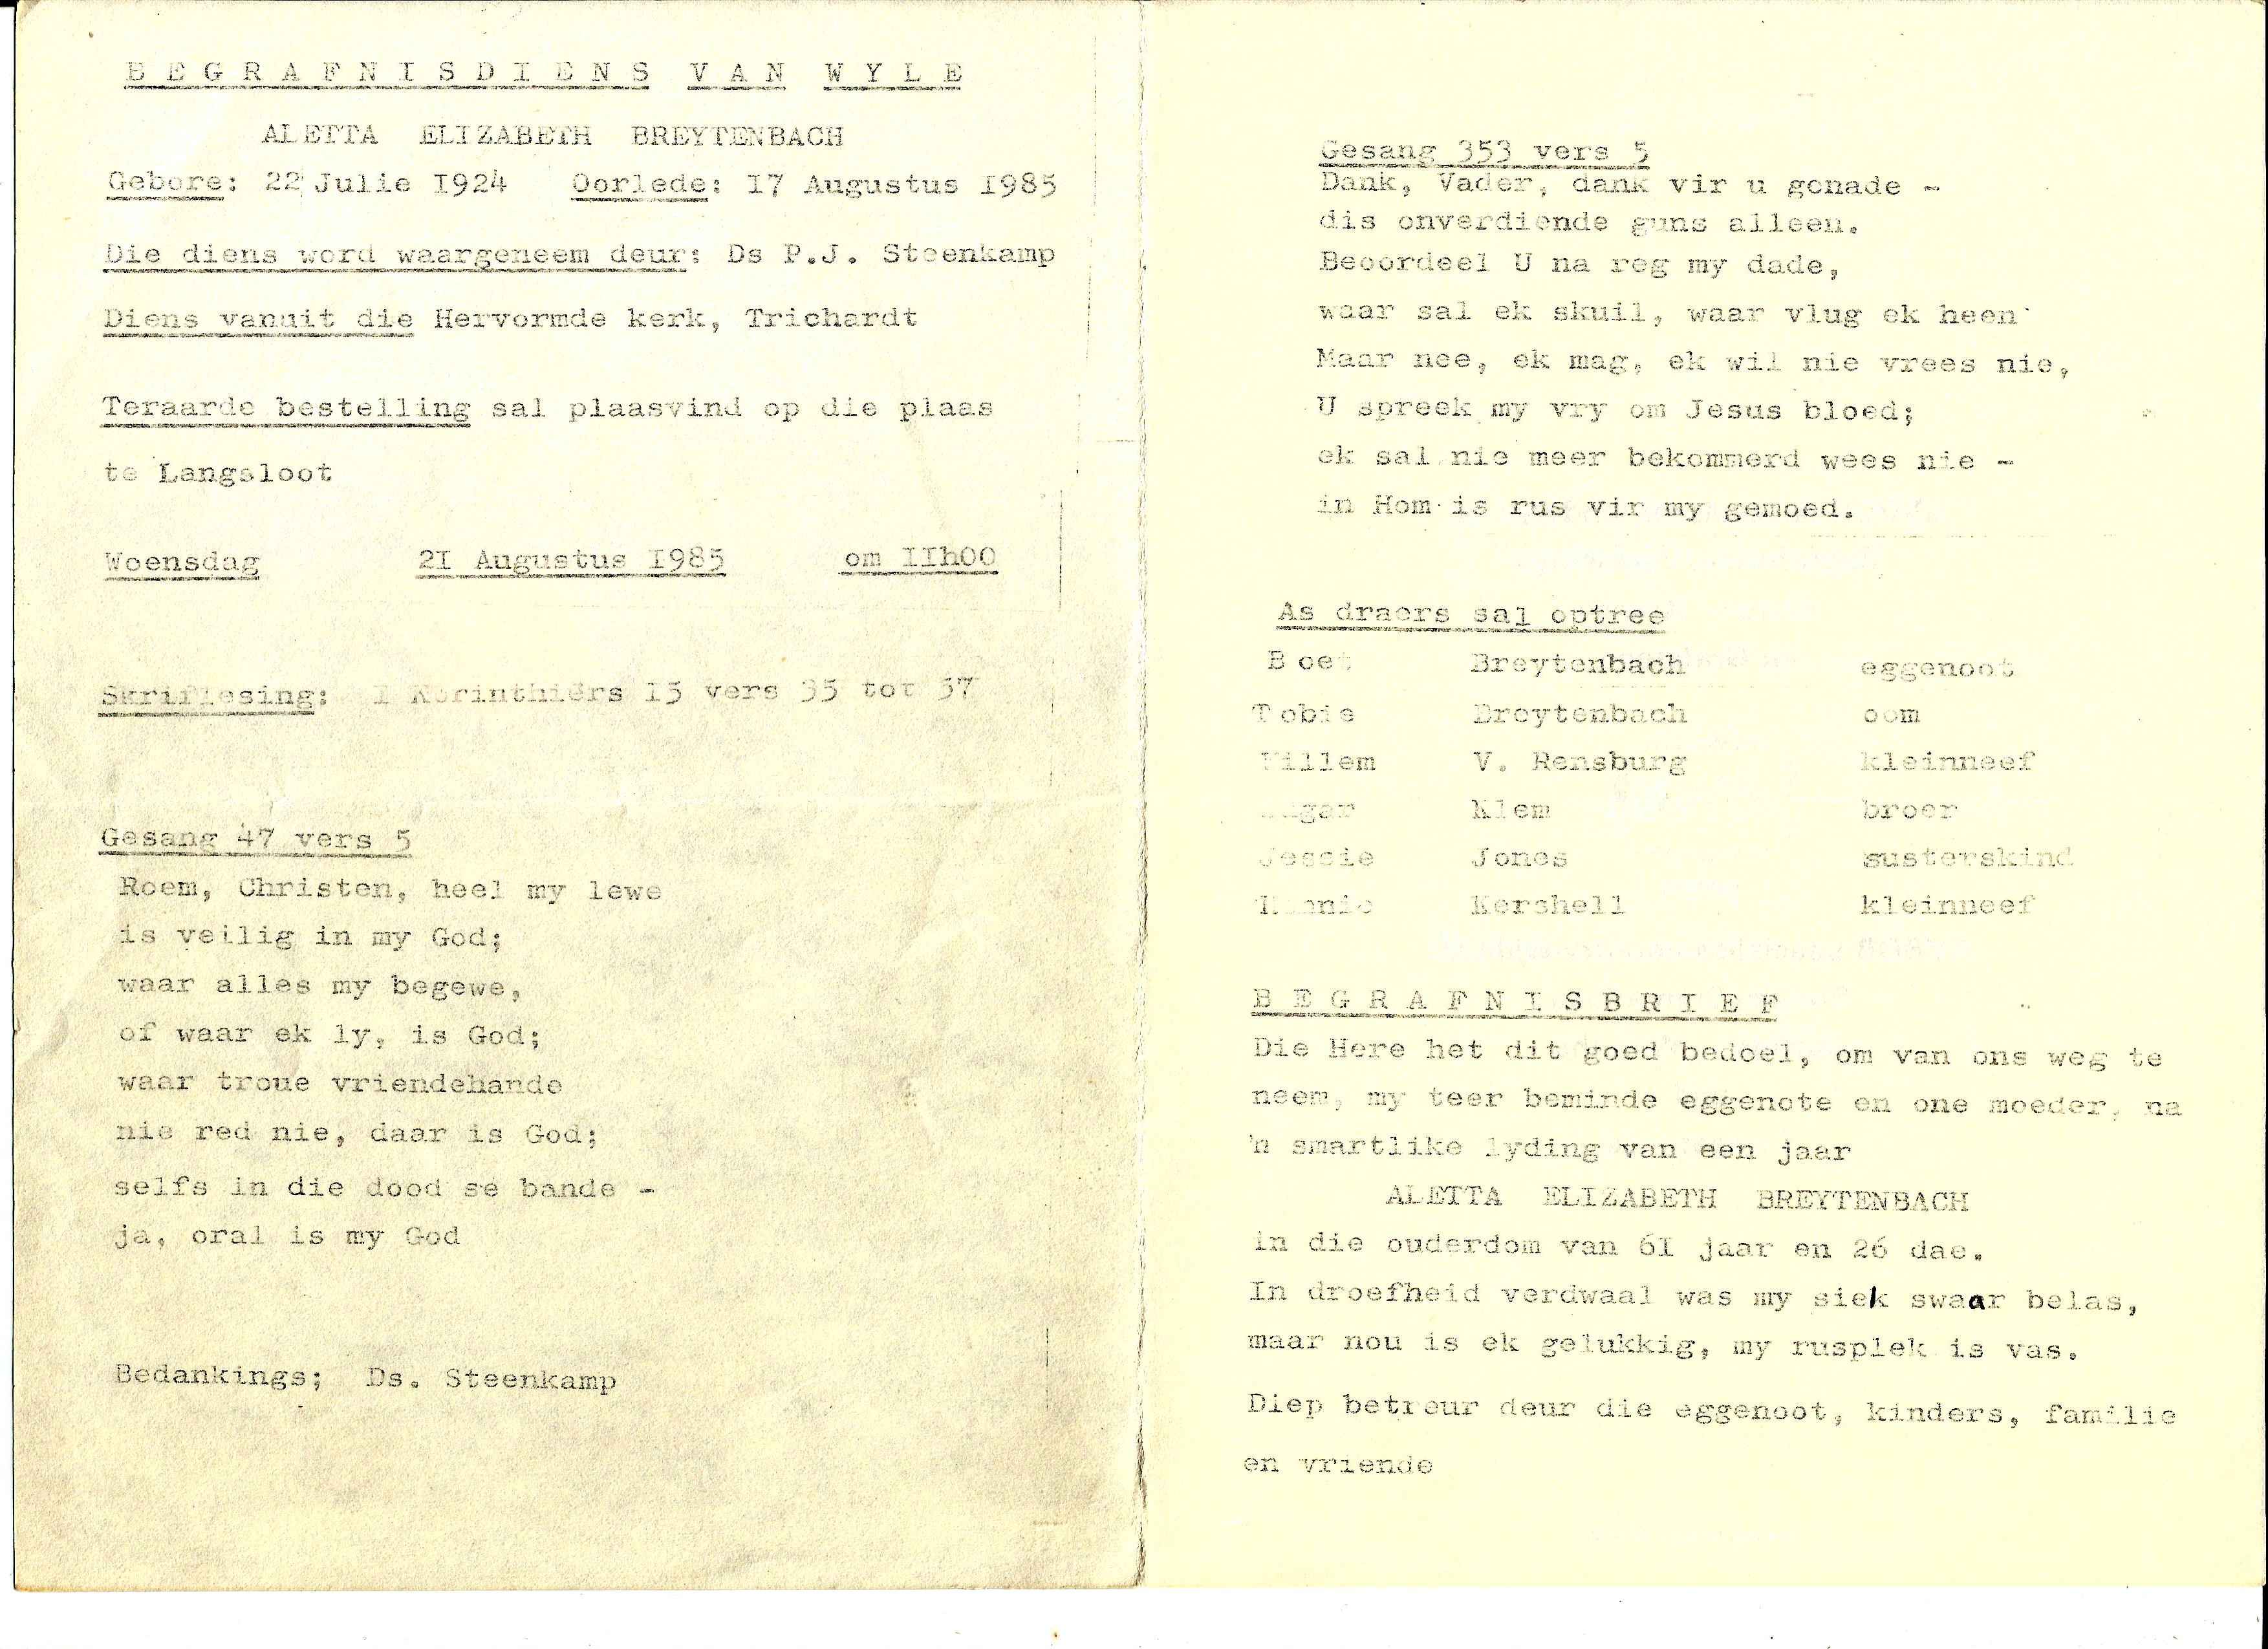 BEGRAFNISDIENS VAN WYLE
ALETTA ELIZABETH BREYTENBACH
Gebore: 22 Julie 1924 Oorlede: 17 Augustus 1985
Die diens word waargeneem deur: Ds P.J. Steenkamp
Diens vanuit die Hervormde kerk, Trichardt
Teraarde bestelling sal plaasvind op die plaas
te Langsloot
Woensdag 21 Augustus 1985 om 11h00
Skriflesing: 1 Korinthiërs 15 vers 35 tot 57
Gesang 47 vers 5
Roem, Christen, heel my lewe
is veilig in my God;
waar alles my begewe,
of waar ek ly, is God;
waar troue vriendehande
nie red nie, daar is God;
selfs in die dood sé bande -
ja, oral is my God
Bedankings; Ds. Steenkamp
Gesang 353 vers 5
Dank, Vader, dank vir u genade -
dis onverdiende guns alleen.
Beoordeel U na reg my dade,
waar sal ek skuil, waar vlug ek heen
Maar nee, ek mag, ek wil nie vrees nie,
U spreek my vry om Jesus bloed;
ek sal nie meer bekommerd wees nie -
in Hom is rus vir my gemoed.
As draers sal optree
Boet Breytenbach eggenoot
Tobie Breytenbach oom
Willem V. Rensburg kleinneef
Klem broer
Jessie Jones susterskind
Kershell kleinneef
BEGRAFNISBRIEF
Die Here het dit goed bedoel, om van ons weg te
neem, my teer beminde eggenote en ons moeder, na
'n smartlike lyding van een jaar
ALETTA ELIZABETH BREYTENBACH
in die ouderdom van 61 jaar en 26 dae.
In droefheid verdwaal was my siek swaar belas,
maar nou is ek gelukkig, my rusplek is vas.
Diep betreur deur die eggenoot, kinders, familie
en vriende